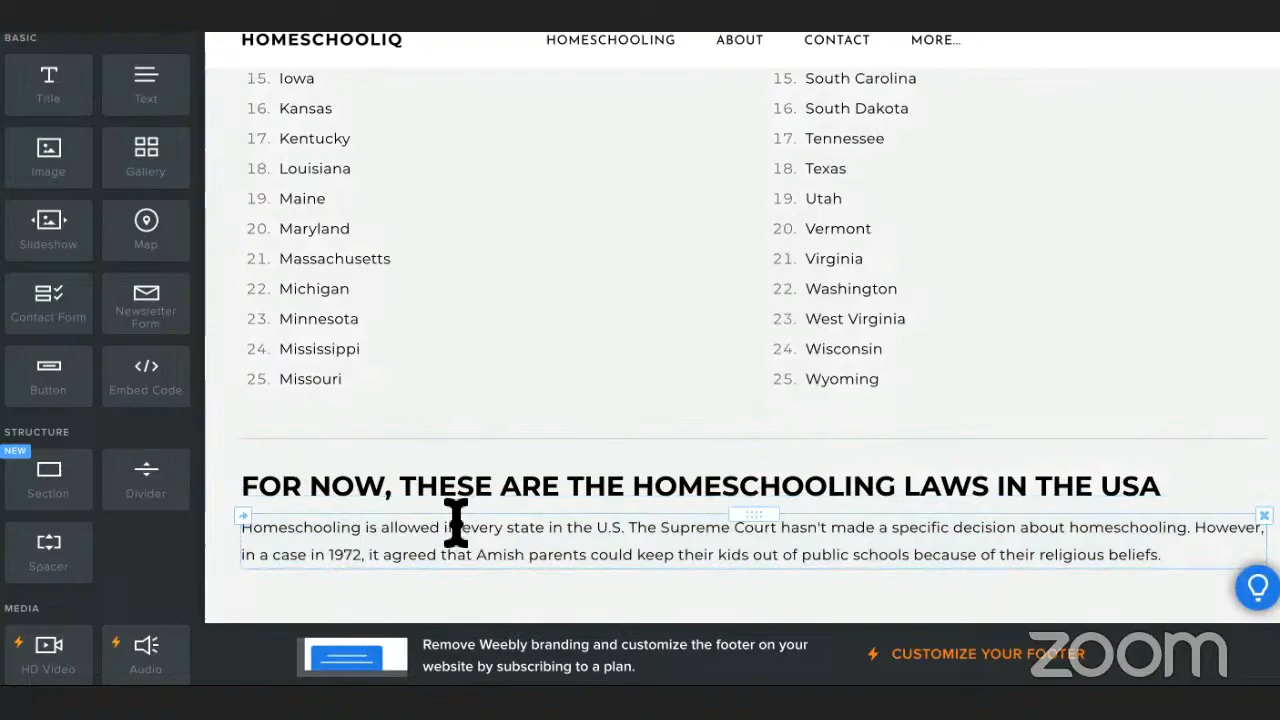 BASIC
HOMESCHOOLIQ
HOMESCHOOLING ABOUT CONTACT MORE...
Title
Text
Image
Gallery
Slideshow
Map
Contact Form
Newsletter
Form
Button
Embed Code
STRUCTURE
NEW
Section
Divider
Spacer
MEDIA
HD Video
Audio
15. Iowa
16. Kansas
17. Kentucky
18. Louisiana
19. Maine
20. Maryland
21. Massachusetts
22. Michigan
23. Minnesota
24. Mississippi
25. Missouri
15. South Carolina
16. South Dakota
17. Tennessee
18. Texas
19. Utah
20. Vermont
21. Virginia
22. Washington
23. West Virginia
24. Wisconsin
25. Wyoming
FOR NOW, THESE ARE THE HOMESCHOOLING LAWS IN THE USA
Homeschooling is allowed in every state in the U.S. The Supreme Court hasn't made a specific decision about homeschooling. However,
in a case in 1972, it agreed that Amish parents could keep their kids out of public schools because of their religious beliefs.
Remove Weebly branding and customize the footer on your
website by subscribing to a plan.
CUSTOMIZE YOUR FOOTER
zoom